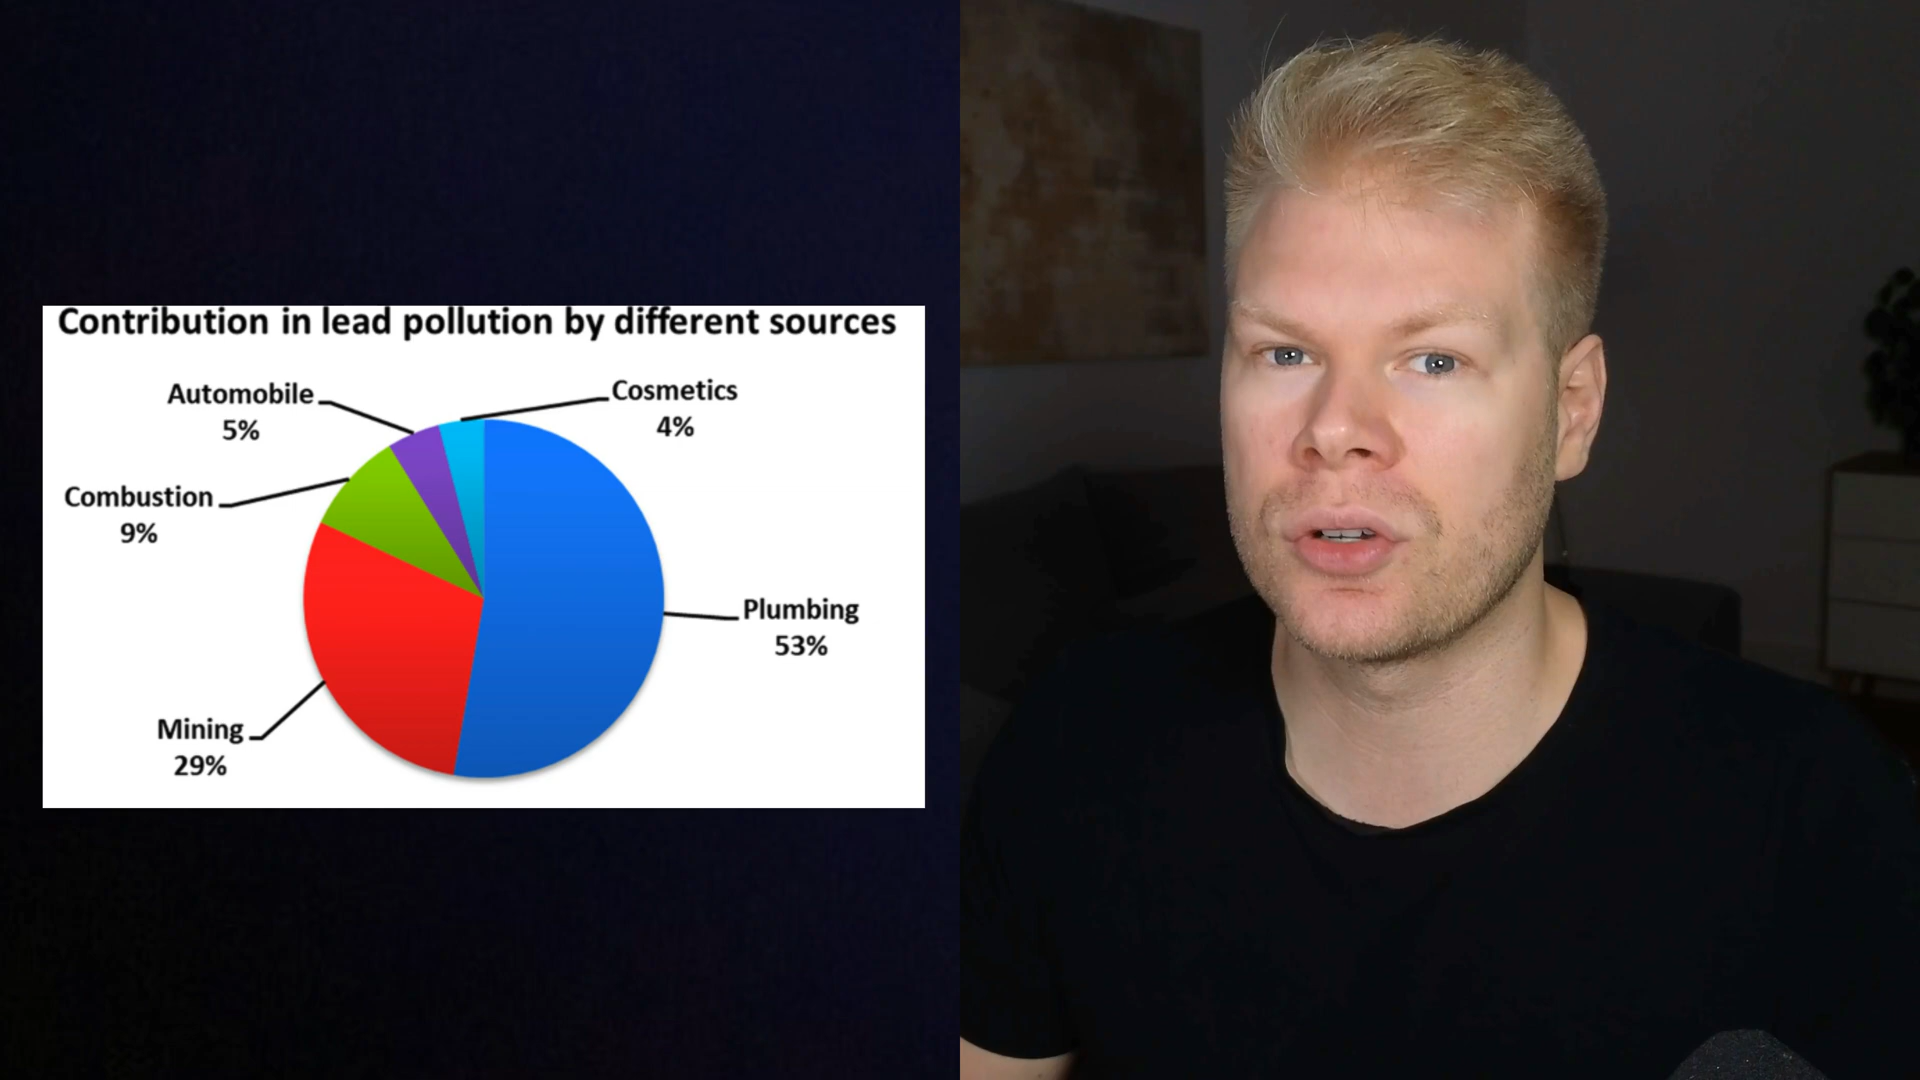 Contribution in lead pollution by different sources
Automobile
5%
Cosmetics
4%
Combustion
9%
Plumbing
53%
Mining
29%